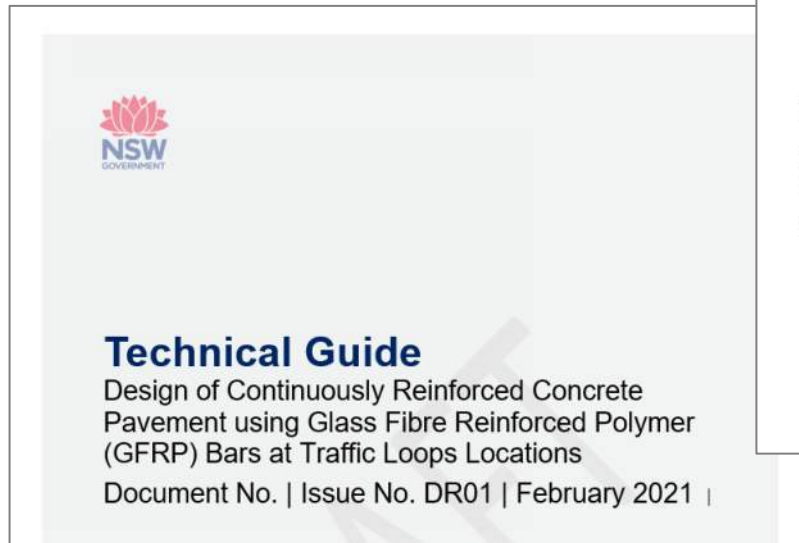 NSW
GOVERNMENT
Technical Guide
Design of Continuously Reinforced Concrete
Pavement using Glass Fibre Reinforced Polymer
(GFRP) Bars at Traffic Loops Locations
Document No. | Issue No. DR01 | February 2021 |